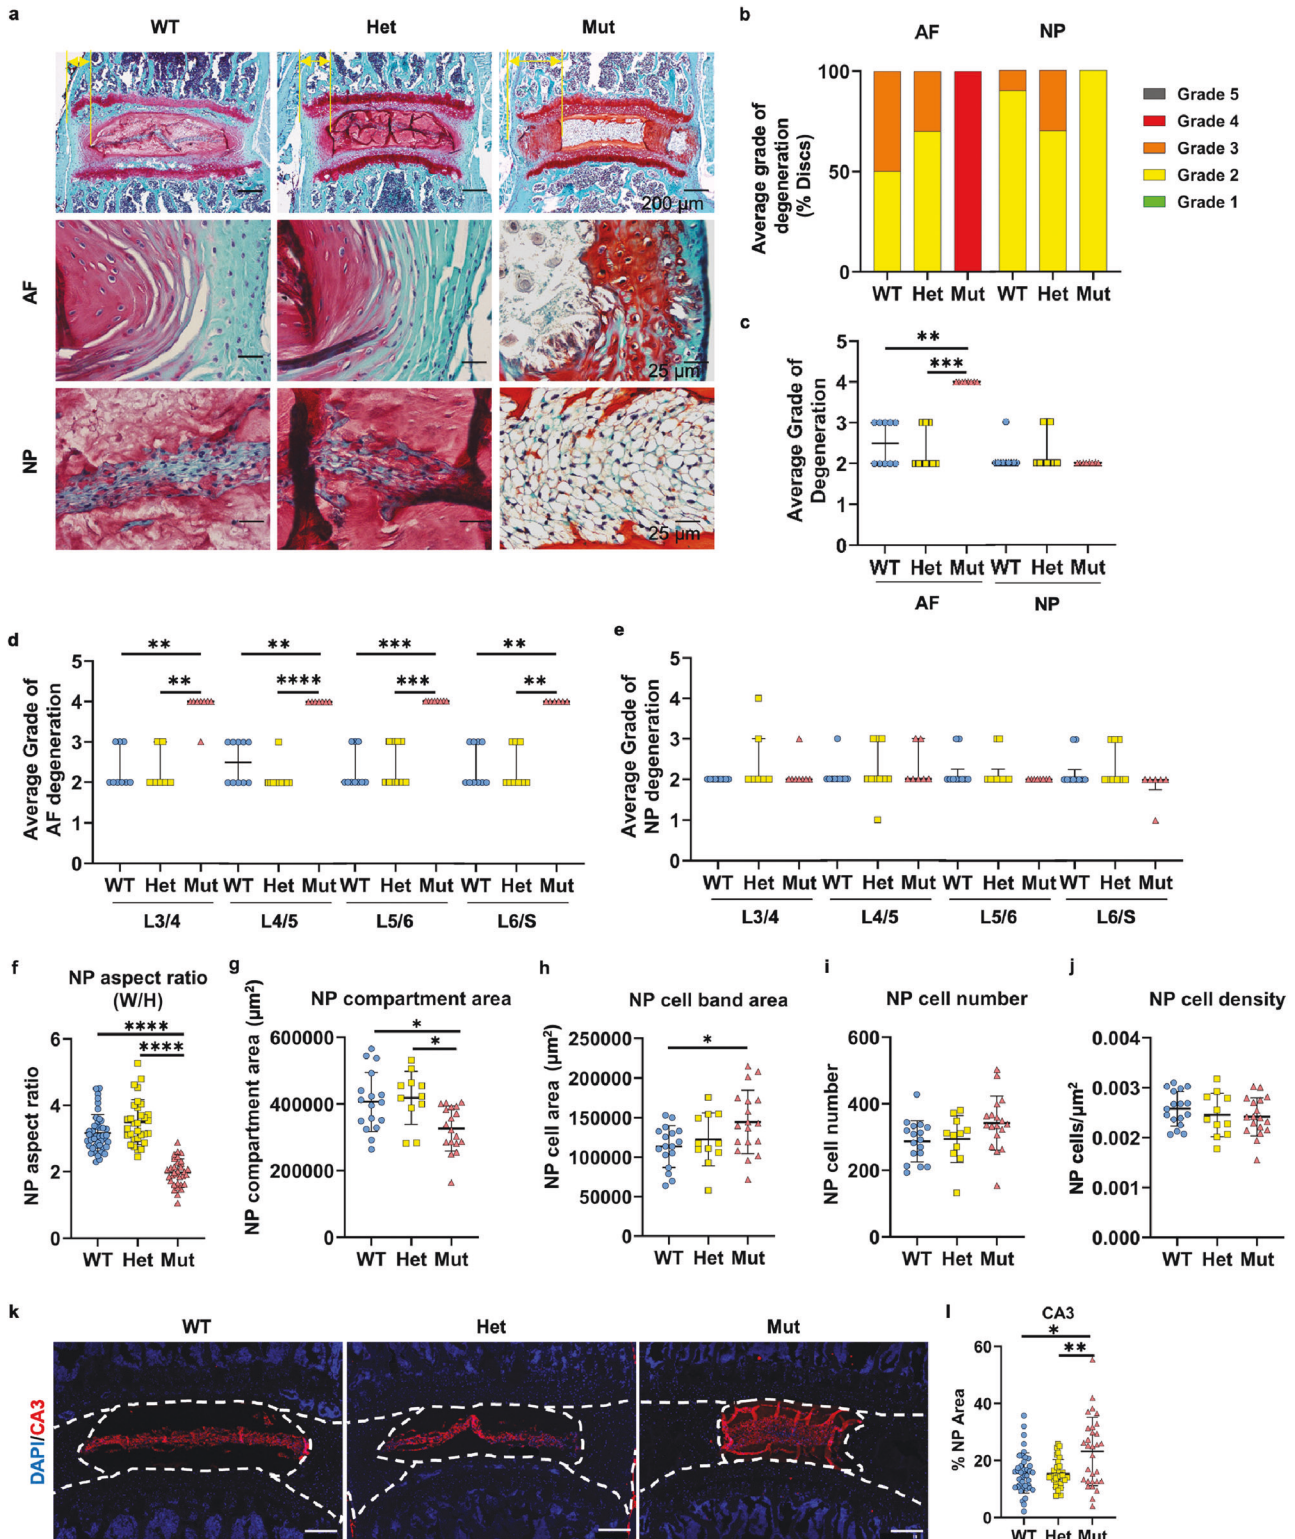 a
WT Het Mut
200 µm
AF
25 µm
NP
25 µm
b
AF NP
Average grade of
degeneration
(% Discs)
100
50
0
WT Het Mut WT Het Mut
Grade 5
Grade 4
Grade 3
Grade 2
Grade 1
c
Average Grade of
Degeneration
5
4
3
2
1
0
**
***
WT Het Mut WT Het Mut
AF NP
d
Average Grade of
AF degeneration
5
4
3
2
1
0
** ** *** **
** **** *** **
WT Het Mut WT Het Mut WT Het Mut WT Het Mut
L3/4 L4/5 L5/6 L6/S
e
Average Grade of
NP degeneration
5
4
3
2
1
0
WT Het Mut WT Het Mut WT Het Mut WT Het Mut
L3/4 L4/5 L5/6 L6/S
f
NP aspect ratio
(W/H)
NP aspect ratio
6
4
2
0
****
****
WT Het Mut
g
NP compartment area
NP compartment area (µm²)
600000
400000
200000
0
*
*
WT Het Mut
h
NP cell band area
NP cell area (µm²)
250000
200000
150000
100000
50000
0
*
WT Het Mut
i
NP cell number
NP cell number
600
400
200
0
WT Het Mut
j
NP cell density
NP cells/µm²
0.004
0.003
0.002
0.001
0.000
WT Het Mut
k
WT Het Mut
DAPI/CA3
l
CA3
% NP Area
60
40
20
0
*
**
WT Het Mut